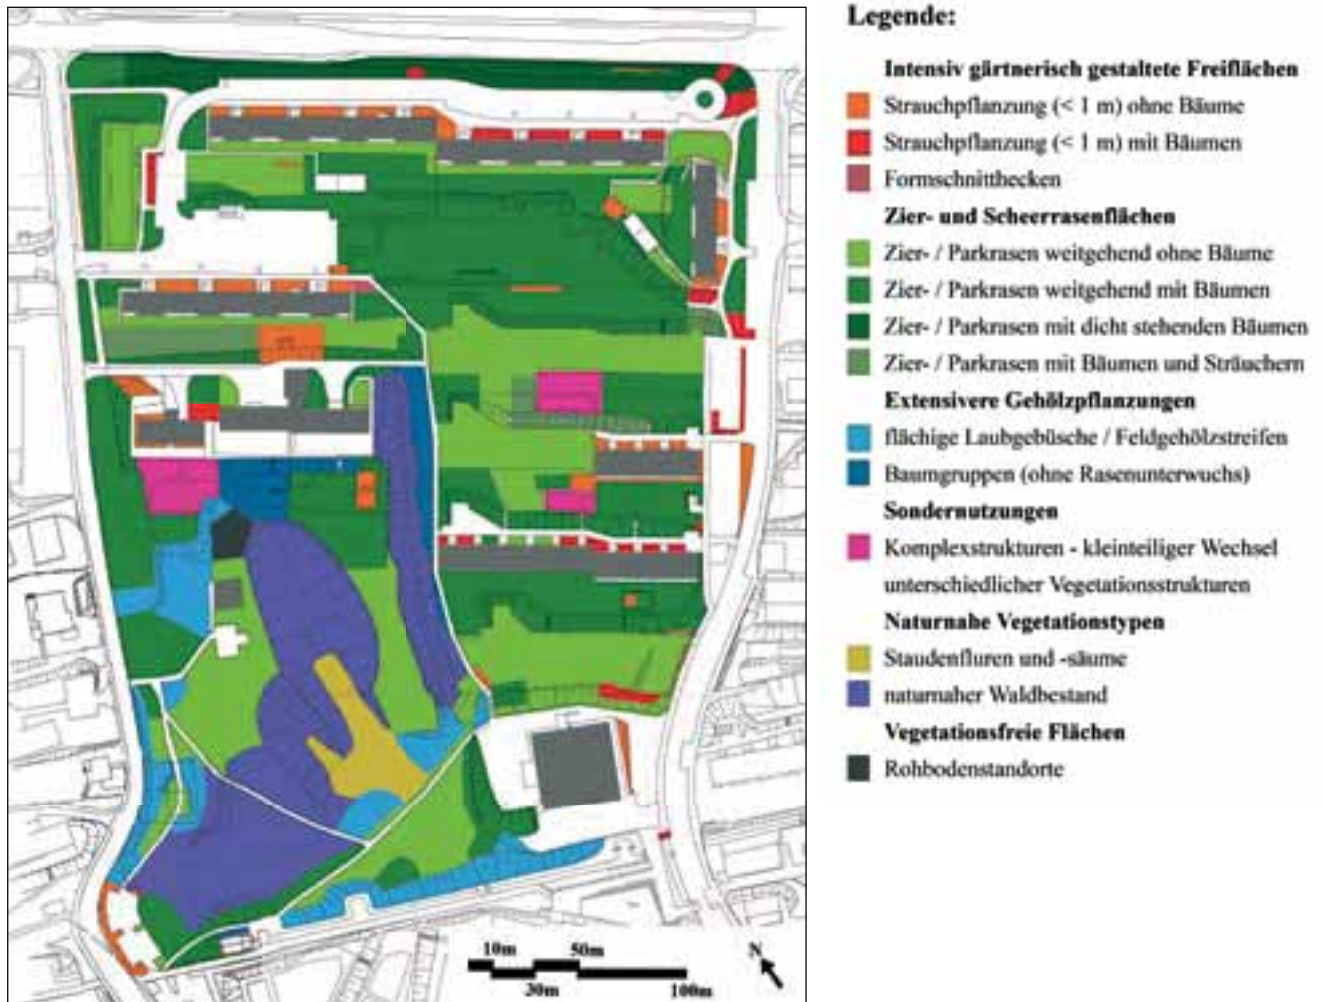 Legende:
Intensiv gärtnerisch gestaltete Freiflächen
Strauchpflanzung (< 1 m) ohne Bäume
Strauchpflanzung (< 1 m) mit Bäumen
Formschnitthecken
Zier- und Scheerrasenflächen
Zier- / Parkrasen weitgehend ohne Bäume
Zier- / Parkrasen weitgehend mit Bäumen
Zier- / Parkrasen mit dicht stehenden Bäumen
Zier- / Parkrasen mit Bäumen und Sträuchern
Extensivere Gehölzpflanzungen
flächige Laubgebüsche / Feldgehölzstreifen
Baumgruppen (ohne Rasenunterwuchs)
Sondernutzungen
Komplexstrukturen - kleinteiliger Wechsel
unterschiedlicher Vegetationsstrukturen
Naturnahe Vegetationstypen
Staudenfluren und -säume
naturnaher Waldbestand
Vegetationsfreie Flächen
Rohbodenstandorte
10m 50m
30m 100m
N